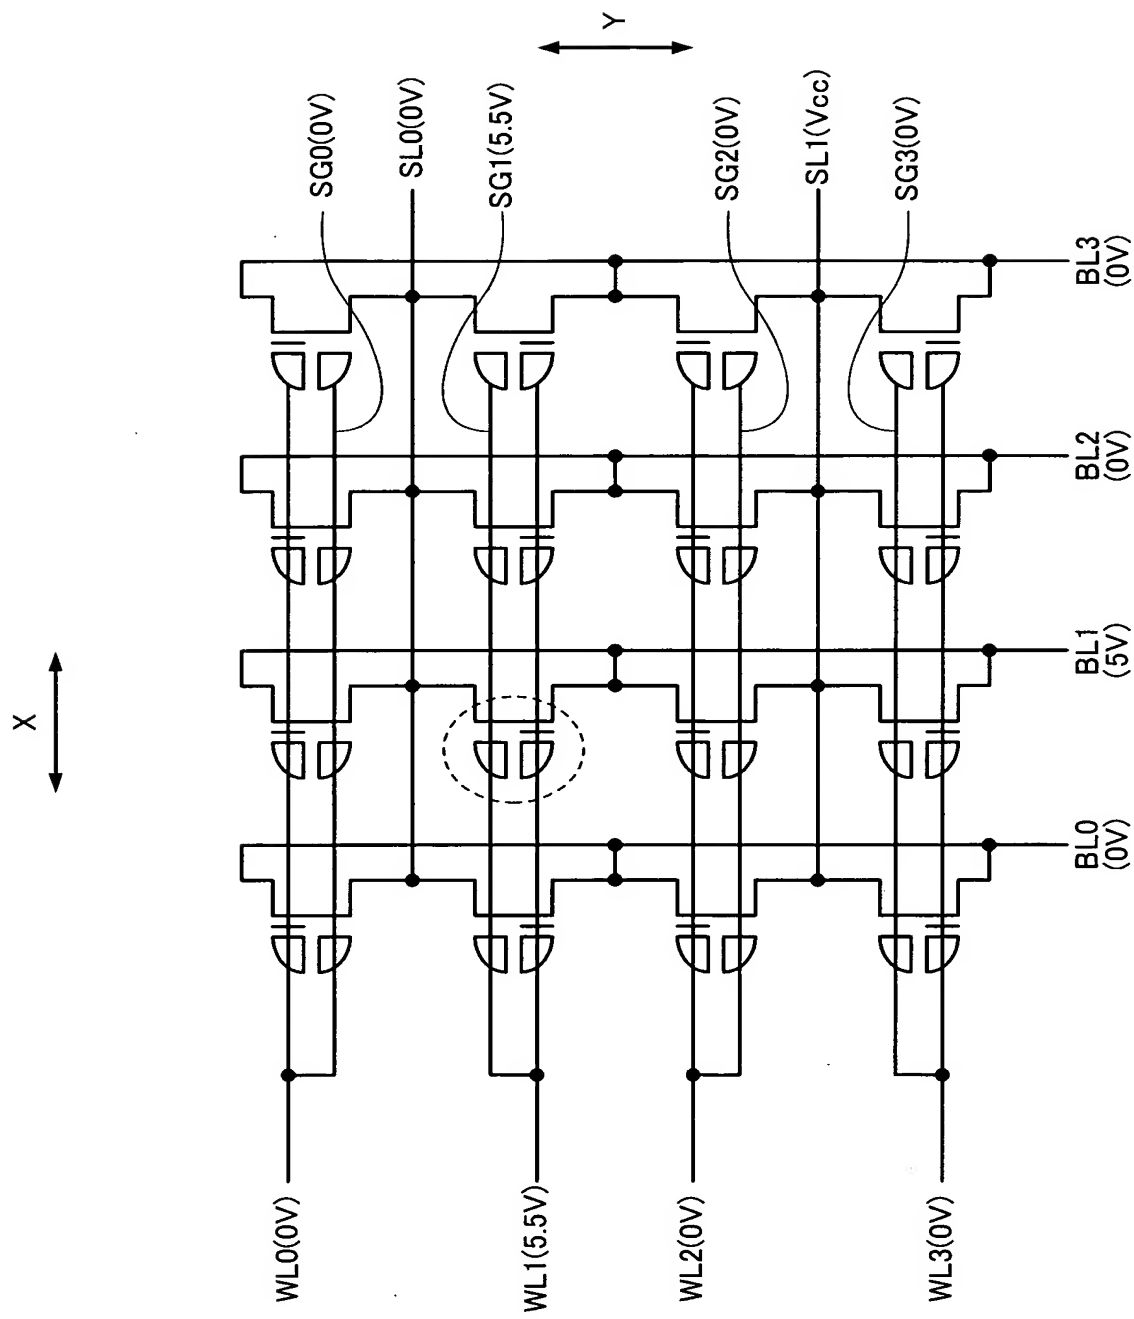 X
Y
SG0(0V)
SL0(0V)
SG1(5.5V)
SG2(0V)
SL1(Vcc)
SG3(0V)
WL0(0V)
WL1(5.5V)
WL2(0V)
WL3(0V)
BL0
(0V)
BL1
(5V)
BL2
(0V)
BL3
(0V)